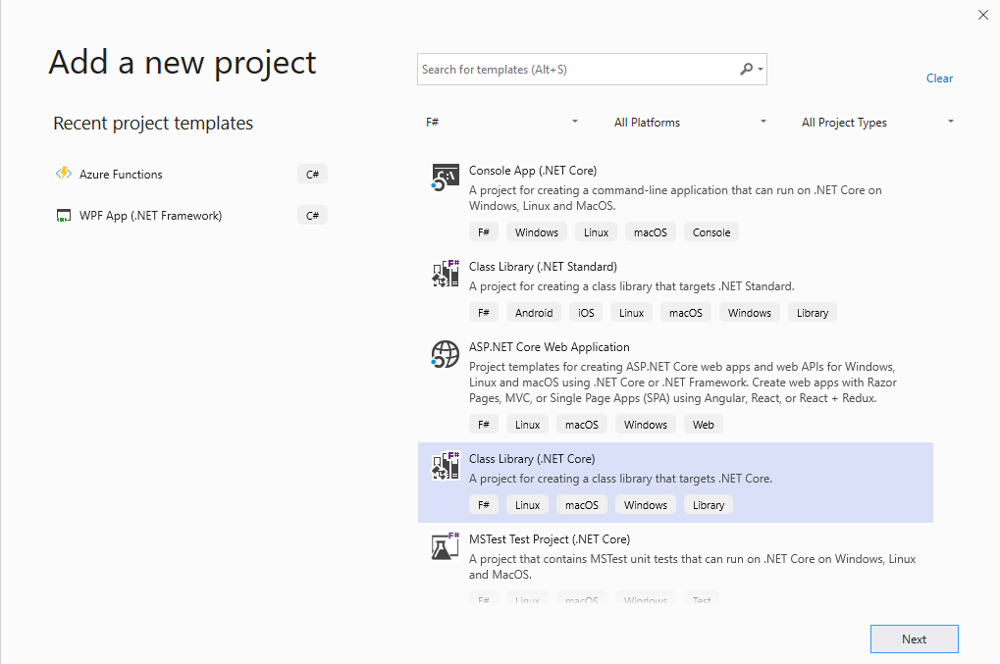 Add a new project
Search for templates (Alt+S)
Clear
Recent project templates
F#
All Platforms
All Project Types
Azure Functions
C#
WPF App (.NET Framework)
C#
C:\
Console App (.NET Core)
A project for creating a command-line application that can run on .NET Core on
Windows, Linux and MacOS.
F# Windows Linux macOS Console
F#
Class Library (.NET Standard)
A project for creating a class library that targets .NET Standard.
F# Android iOS Linux macOS Windows Library
ASP.NET Core Web Application
Project templates for creating ASP.NET Core web apps and web APIs for Windows,
Linux and macOS using .NET Core or .NET Framework. Create web apps with Razor
Pages, MVC, or Single Page Apps (SPA) using Angular, React, or React + Redux.
F# Linux macOS Windows Web
F#
Class Library (.NET Core)
A project for creating a class library that targets .NET Core.
F# Linux macOS Windows Library
F#
MSTest Test Project (.NET Core)
A project that contains MSTest unit tests that can run on .NET Core on Windows, Linux
and MacOS.
F# Linux macOS Windows Test
Next